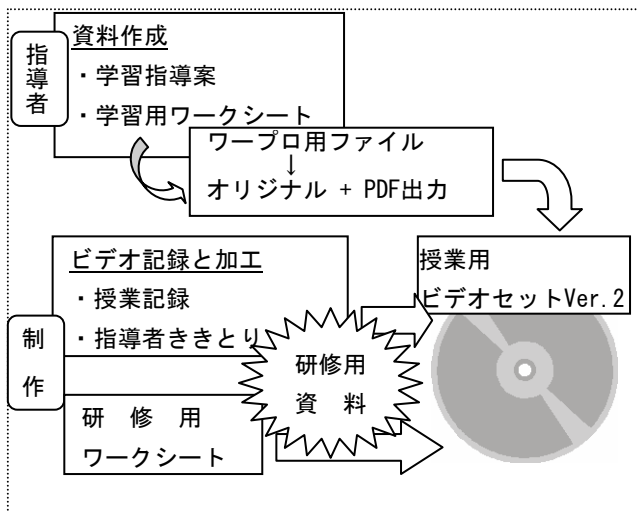 指導者
資料作成
・学習指導案
・学習用ワークシート
ワープロ用ファイル
↓
オリジナル + PDF出力
制作
ビデオ記録と加工
・授業記録
・指導者ききとり
研修用
資 料
研 修 用
ワークシート
授業用
ビデオセットVer.2